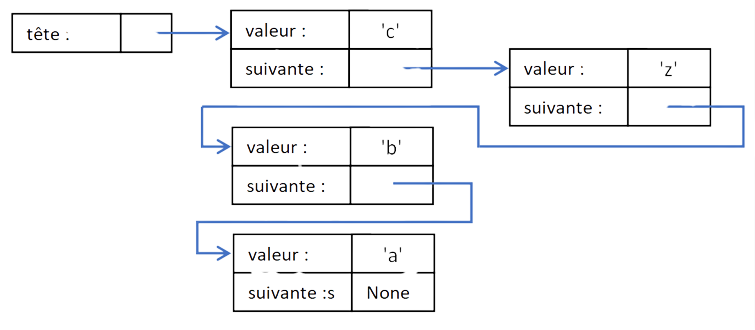 tête :
valeur : 'c'
suivante :
valeur : 'z'
suivante :
valeur : 'b'
suivante :
valeur : 'a'
suivante :s None